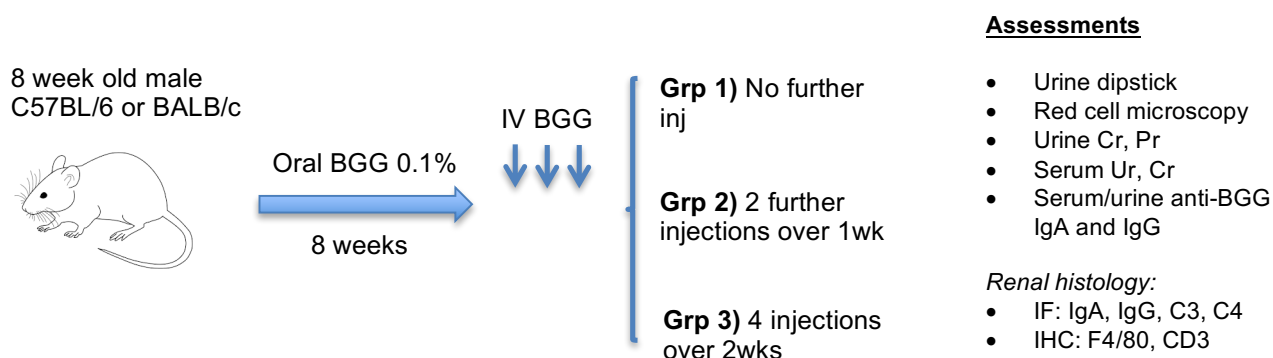 8 week old male
C57BL/6 or BALB/c
Oral BGG 0.1%
8 weeks
IV BGG
Grp 1) No further
inj
Grp 2) 2 further
injections over 1wk
Grp 3) 4 injections
over 2wks
Assessments
• Urine dipstick
• Red cell microscopy
• Urine Cr, Pr
• Serum Ur, Cr
• Serum/urine anti-BGG
IgA and IgG
Renal histology:
• IF: IgA, IgG, C3, C4
• IHC: F4/80, CD3